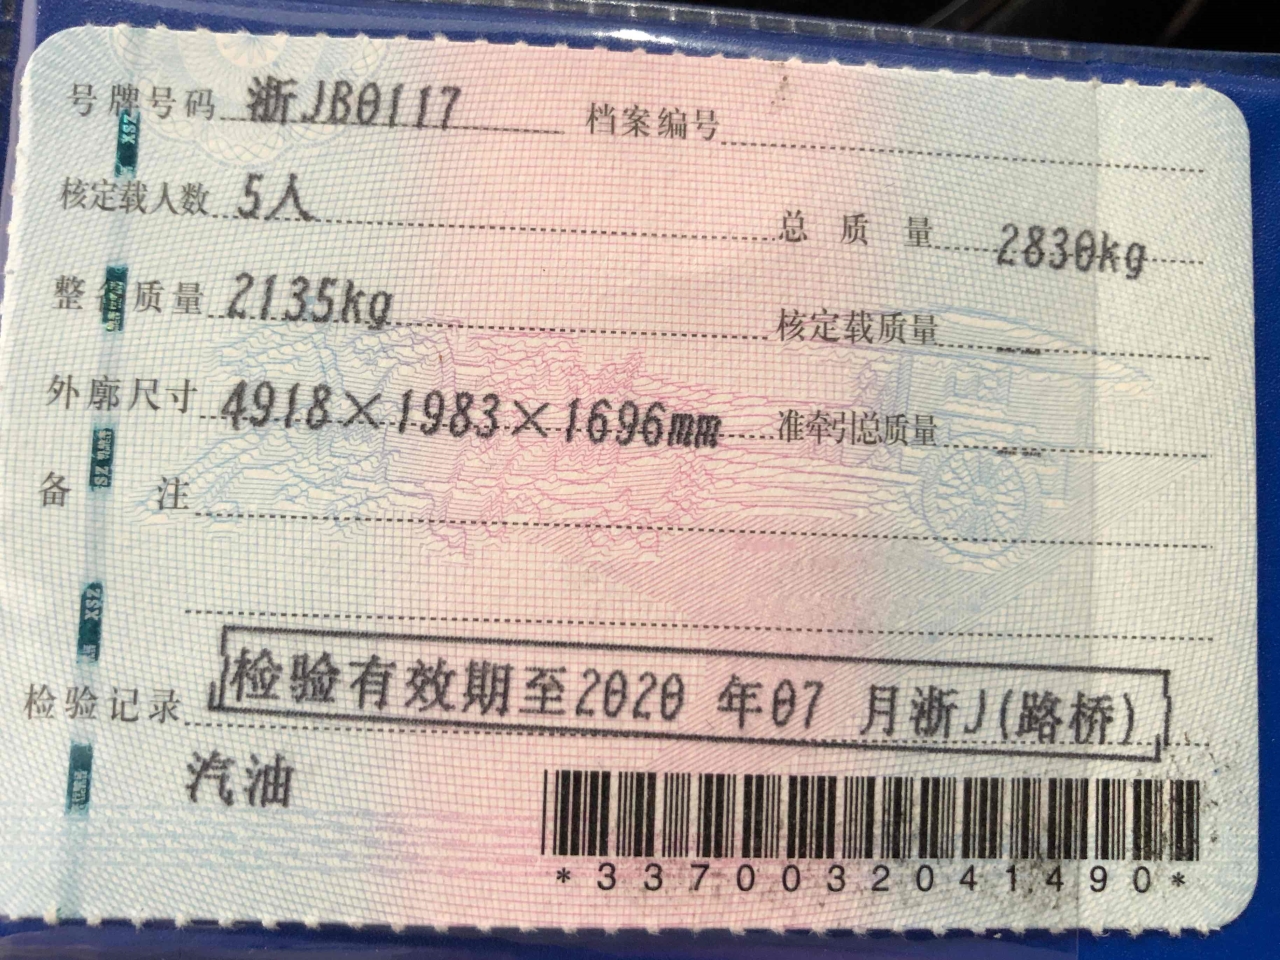 号牌号码 浙JB0117 档案编号
核定载人数 5人 总质量 2830kg
整备质量 2135kg 核定载质量 --
外廓尺寸 4918×1983×1696mm 准牵引总质量 --
备注
检验记录 检验有效期至2020年07月浙J(路桥)
汽油
*3370032041490*